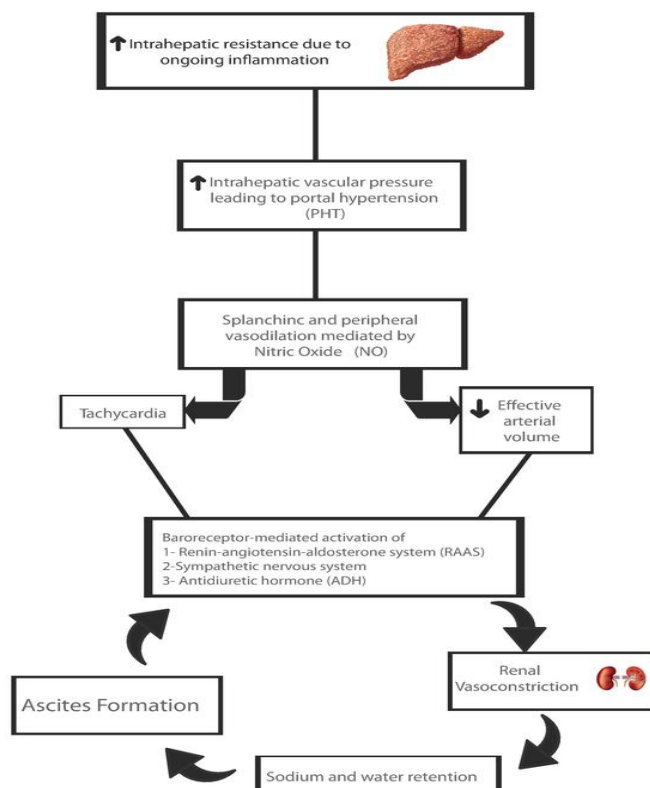 ↑ Intrahepatic resistance due to
ongoing inflammation
↑ Intrahepatic vascular pressure
leading to portal hypertension
(PHT)
Splanchinc and peripheral
vasodilation mediated by
Nitric Oxide (NO)
Tachycardia
↓ Effective
arterial
volume
Baroreceptor-mediated activation of
1- Renin-angiotensin-aldosterone system (RAAS)
2-Sympathetic nervous system
3- Antidiuretic hormone (ADH)
Renal
Vasoconstriction
Ascites Formation
Sodium and water retention